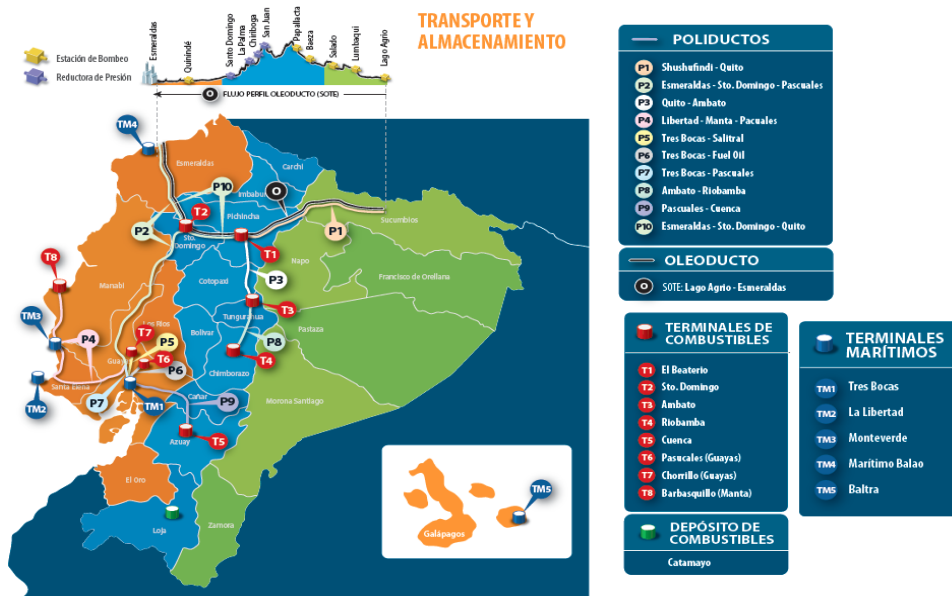 TRANSPORTE Y
ALMACENAMIENTO
Estación de Bombeo
Reductora de Presión
Esmeraldas
Quinindé
Santo Domingo
La Palma
Chiriboga
San Juan
Papallacta
Baeza
Salado
Lumbaqui
Lago Agrio
O FLUJO PERFIL OLEODUCTO (SOTE)
TM4
Esmeraldas
Carchi
Imbabur
P10
O
T2
Pichincha
Sucumbios
P2
Sto.
Domingo
T1
P1
Napo
T8
Manabí
Cotopaxi
P3
Francisco de Orellana
TM3
Los Ríos
Tungurahua
T3
T7
P4
P5
Bolívar
Pastaza
Guay
T6
P8
P6
T4
Santa Elena
Chimborazo
TM2
P7
TM1
Cañar
P9
Morona Santiago
Azuay
T5
El Oro
Loja
Zamora
TM5
Galápagos
POLIDUCTOS
P1 Shushufindi - Quito
P2 Esmeraldas - Sto. Domingo - Pascuales
P3 Quito - Ambato
P4 Libertad - Manta - Pacuales
P5 Tres Bocas - Salitral
P6 Tres Bocas - Fuel Oil
P7 Tres Bocas - Pascuales
P8 Ambato - Riobamba
P9 Pascuales - Cuenca
P10 Esmeraldas - Sto. Domingo - Quito
OLEODUCTO
O SOTE: Lago Agrio - Esmeraldas
TERMINALES DE
COMBUSTIBLES
T1 El Beaterio
T2 Sto. Domingo
T3 Ambato
T4 Riobamba
T5 Cuenca
T6 Pasucales (Guayas)
T7 Chorrillo (Guayas)
T8 Barbasquillo (Manta)
DEPÓSITO DE
COMBUSTIBLES
Catamayo
TERMINALES
MARÍTIMOS
TM1 Tres Bocas
TM2 La Libertad
TM3 Monteverde
TM4 Marítimo Balao
TM5 Baltra